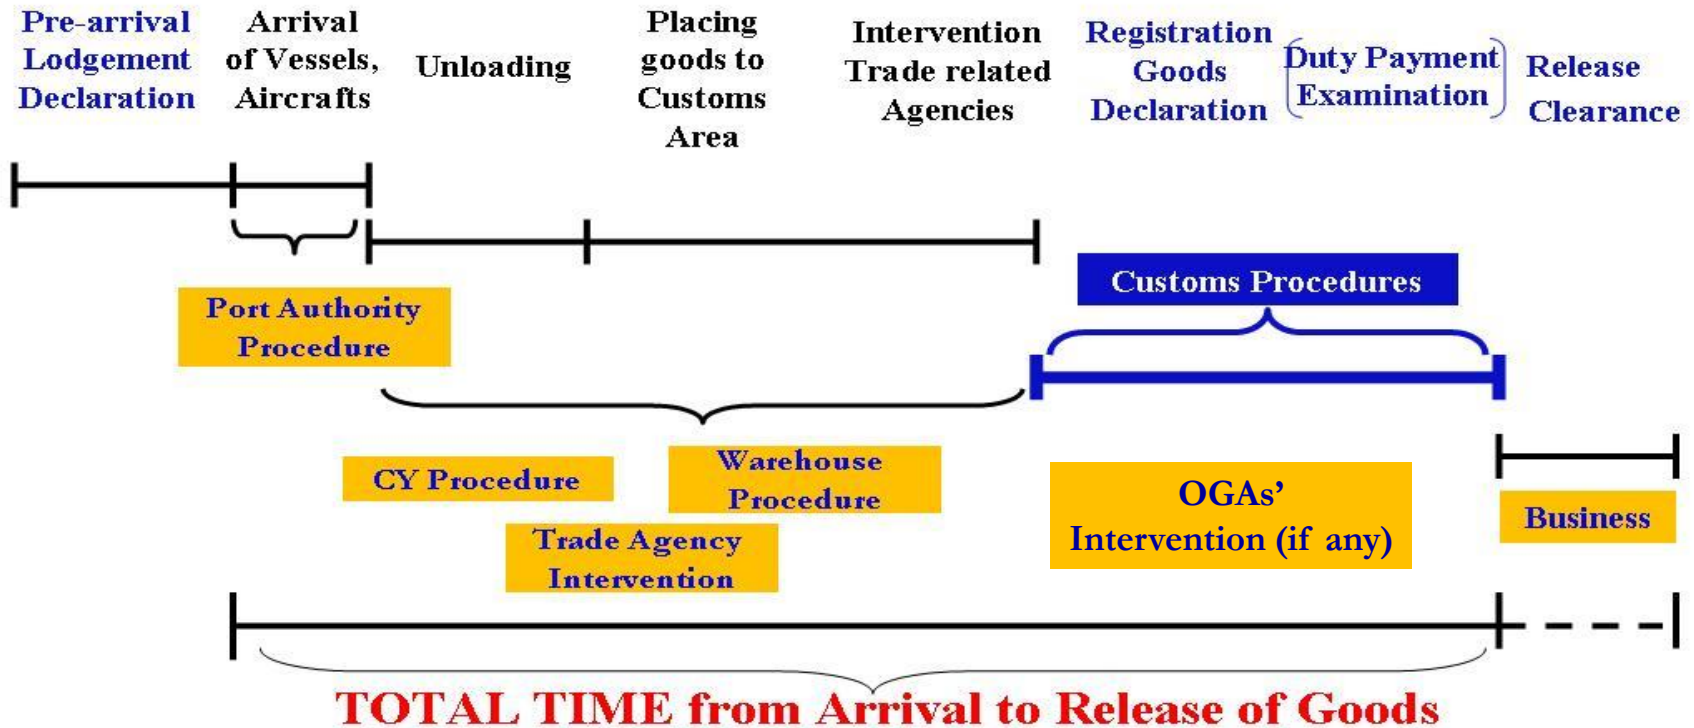 Pre-arrival
Lodgement
Declaration
Arrival
of Vessels,
Aircrafts
Unloading
Placing
goods to
Customs
Area
Intervention
Trade related
Agencies
Registration
Goods
Declaration
Duty Payment
Examination
Release
Clearance
Customs Procedures
Port Authority
Procedure
CY Procedure
Warehouse
Procedure
Trade Agency
Intervention
OGAs’
Intervention (if any)
Business
TOTAL TIME from Arrival to Release of Goods